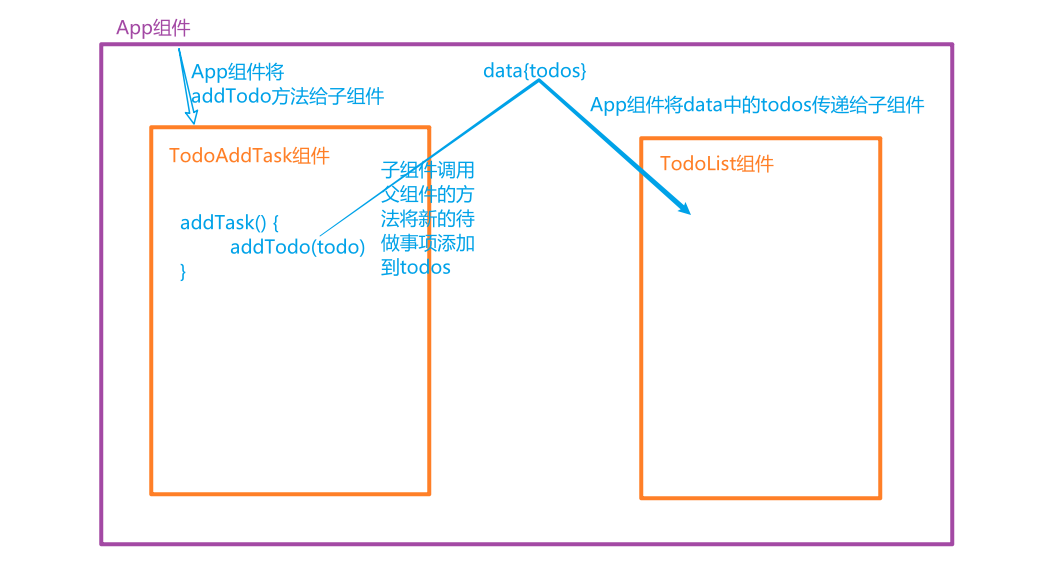 App组件
App组件将
addTodo方法给子组件
data{todos}
App组件将data中的todos传递给子组件
TodoAddTask组件
子组件调用
父组件的方
法将新的待
做事项添加
到todos
addTask() {
addTodo(todo)
}
TodoList组件